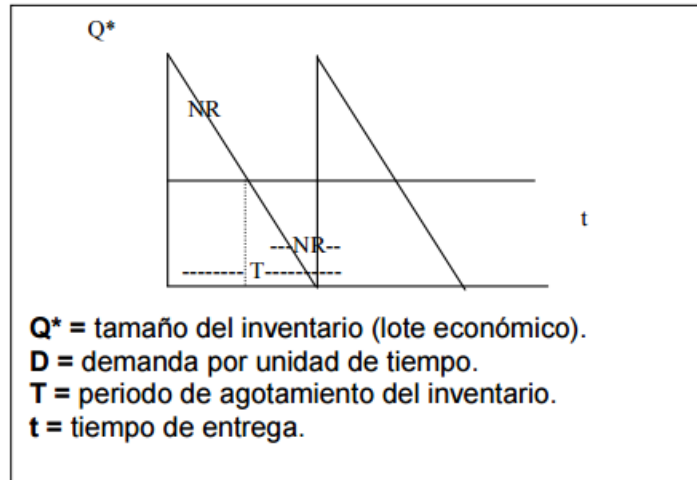 Q*
NR
t
---NR--
-------- T----------
Q* = tamaño del inventario (lote económico).
D = demanda por unidad de tiempo.
T = periodo de agotamiento del inventario.
t = tiempo de entrega.